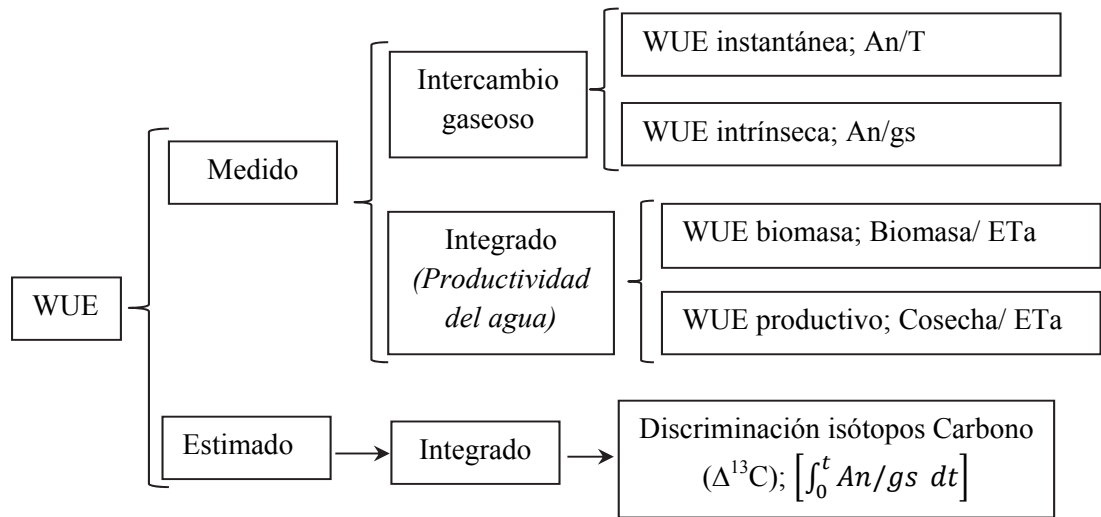 WUE
Medido
Intercambio
gaseoso
WUE instantánea; An/T
WUE intrínseca; An/gs
Integrado
(Productividad
del agua)
WUE biomasa; Biomasa/ ETa
WUE productivo; Cosecha/ ETa
Estimado
Integrado
Discriminación isótopos Carbono
(Δ¹³C); [∫₀ᵗ An/gs dt]